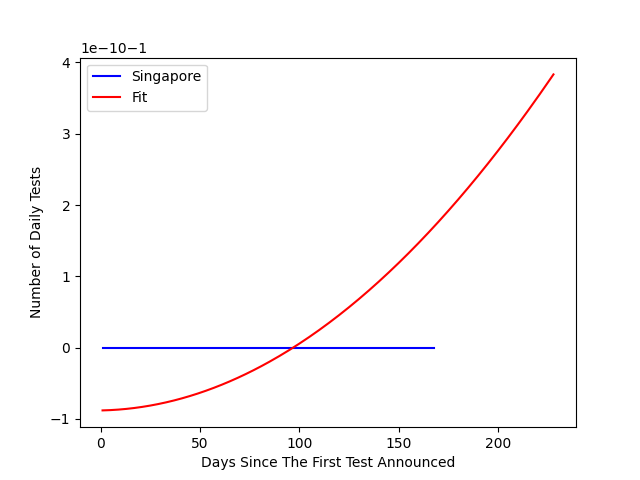 1e−10−1
4
3
2
1
0
−1
Number of Daily Tests
Singapore
Fit
0 50 100 150 200
Days Since The First Test Announced